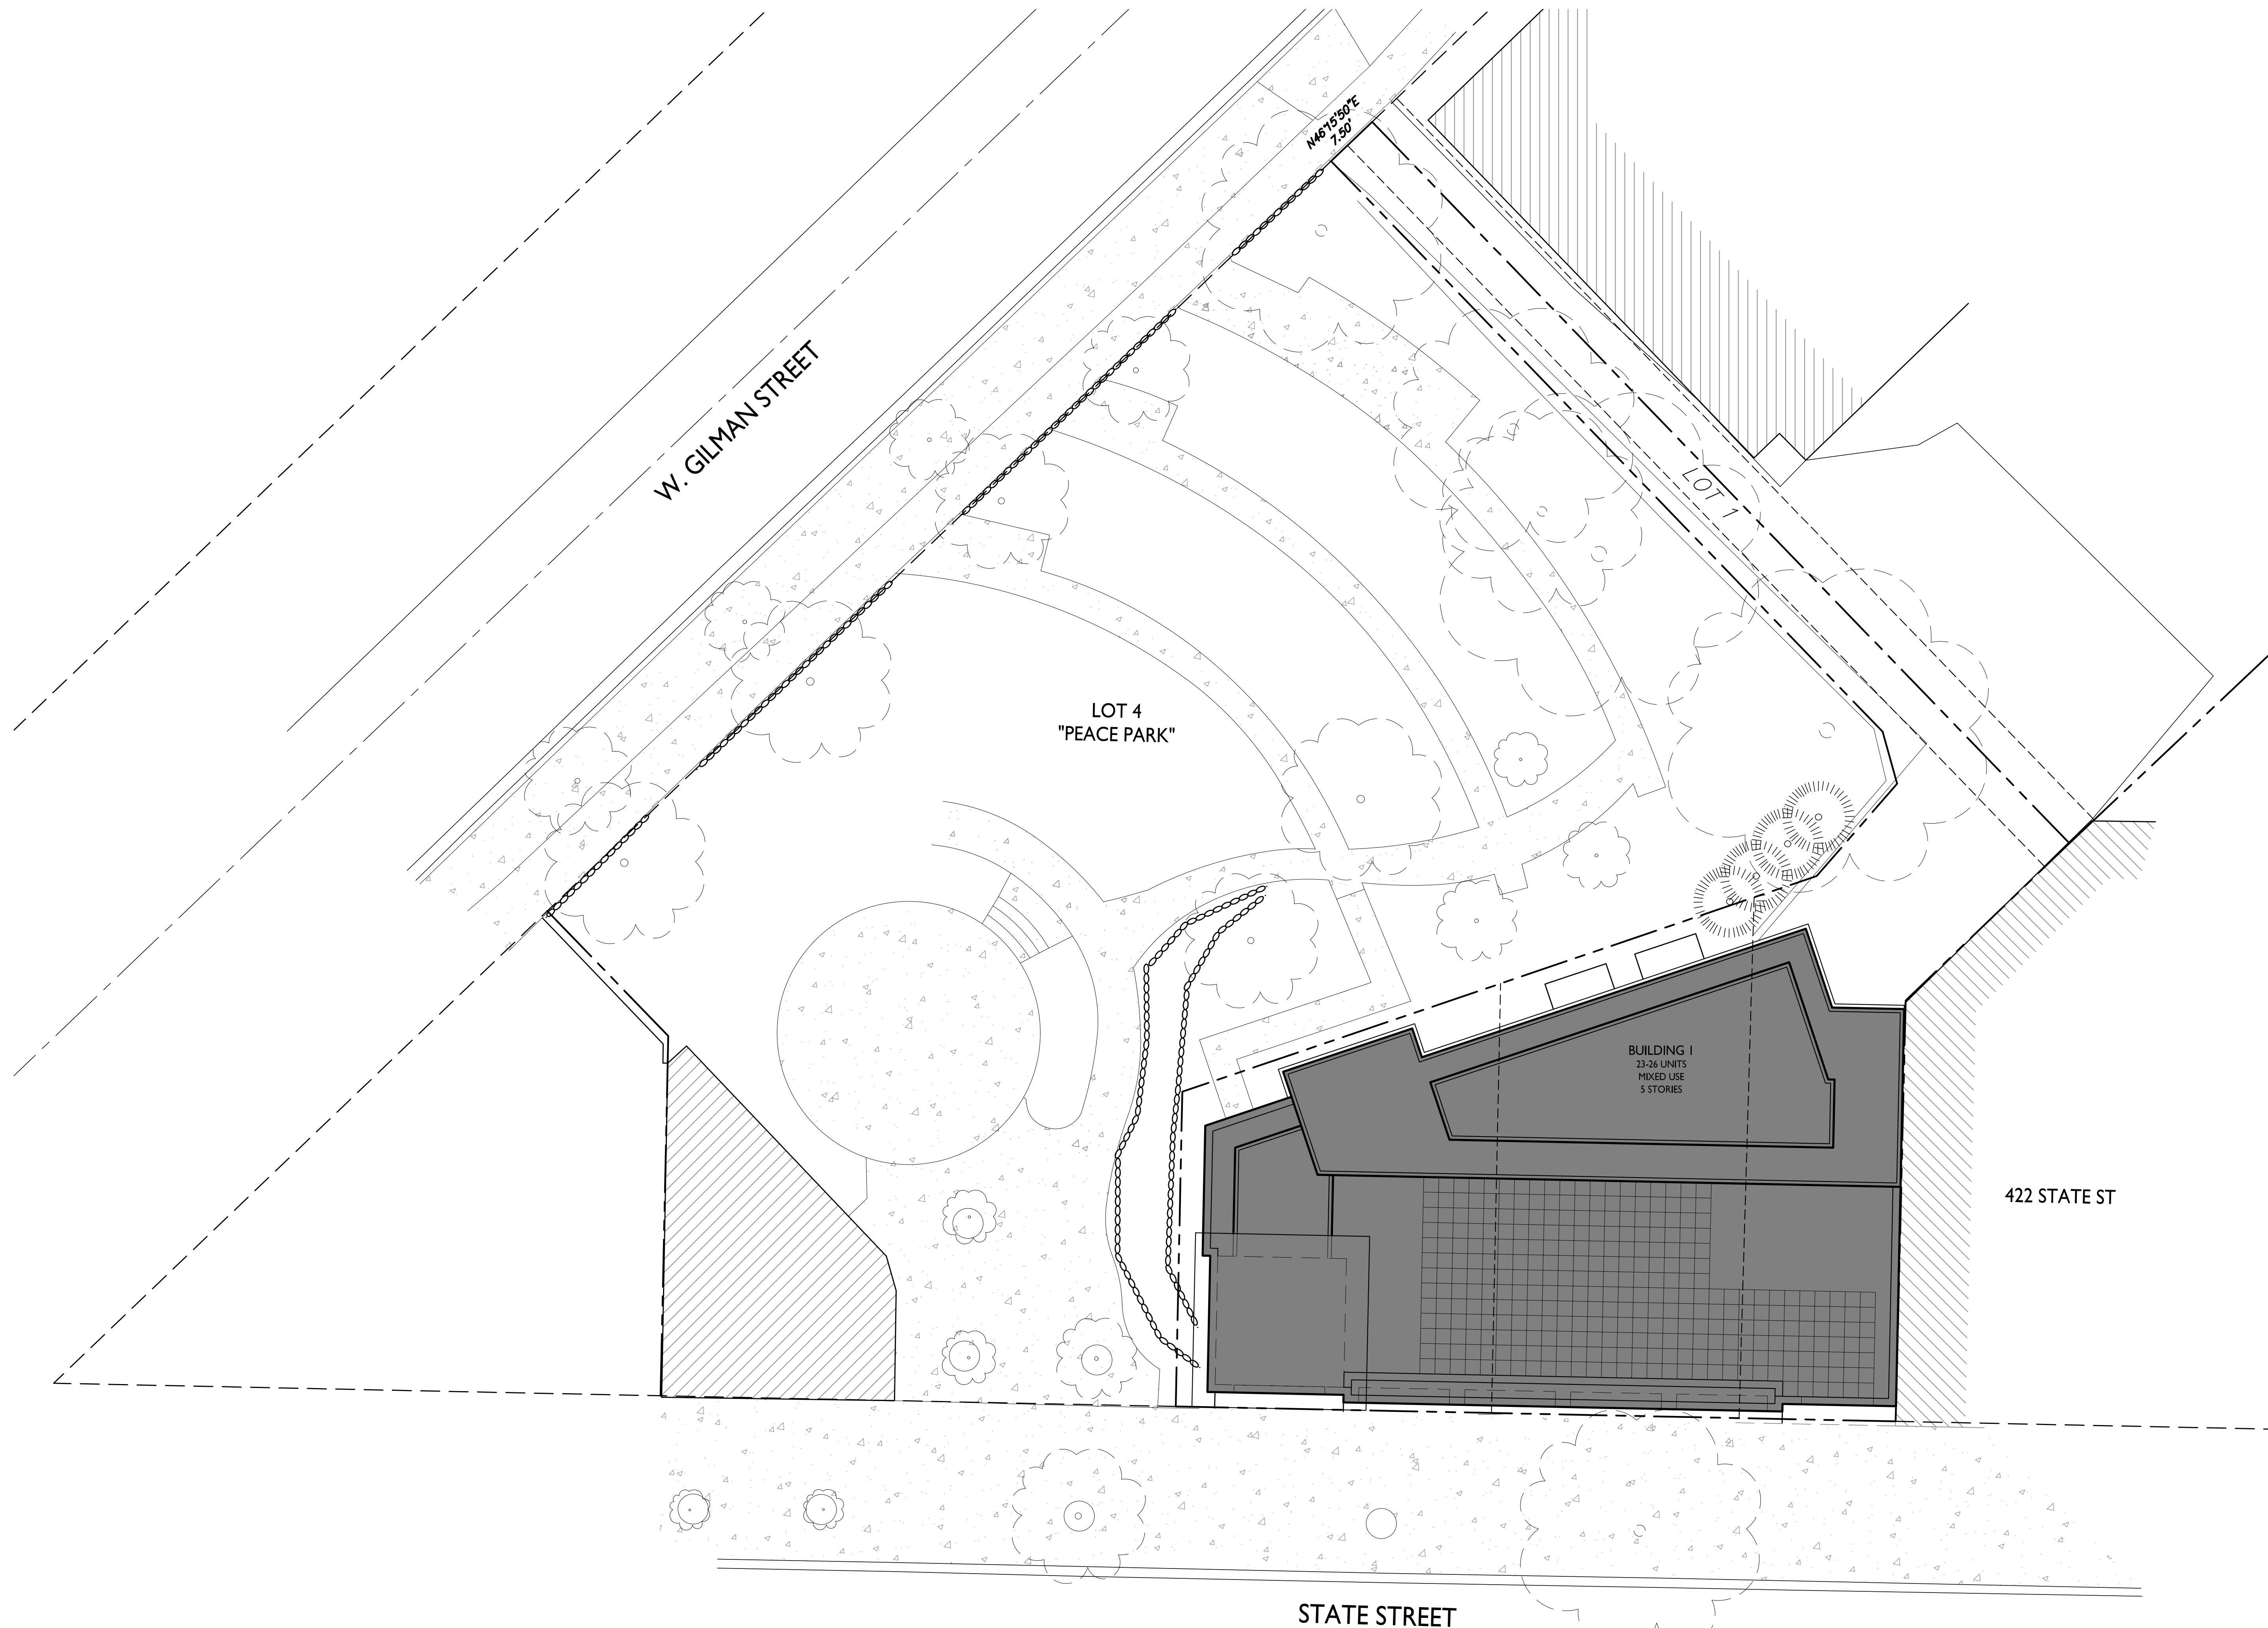 N46°15'50"E
7.50'
W. GILMAN STREET
LOT 1
LOT 4
"PEACE PARK"
BUILDING 1
23-26 UNITS
MIXED USE
5 STORIES
422 STATE ST
STATE STREET